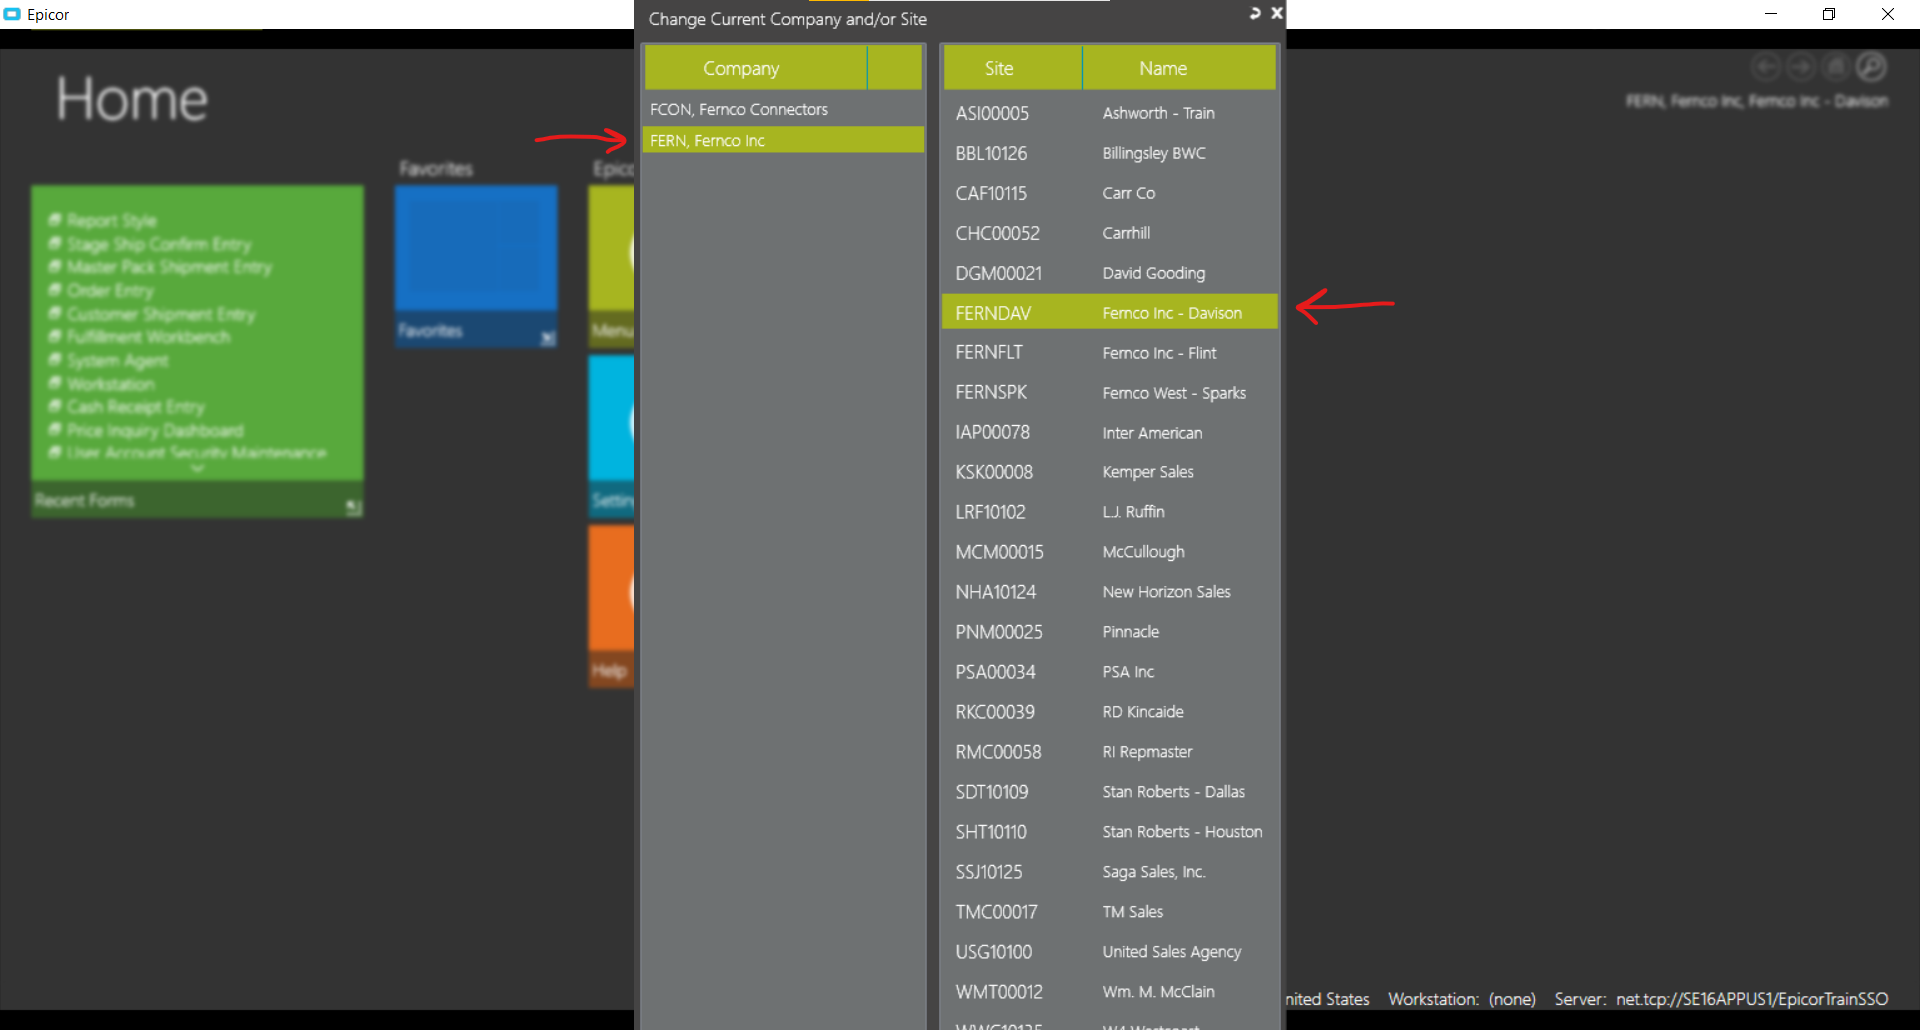 Epicor
Change Current Company and/or Site
Home
FERN, Fernco Inc, Fernco Inc - Davison
Company
FCON, Fernco Connectors
FERN, Fernco Inc
Site Name
ASI00005 Ashworth - Train
BBL10126 Billingsley BWC
CAF10115 Carr Co
CHC00052 Carrhill
DGM00021 David Gooding
FERNDAV Fernco Inc - Davison
FERNFLT Fernco Inc - Flint
FERNSPK Fernco West - Sparks
IAP00078 Inter American
KSK00008 Kemper Sales
LRF10102 L.J. Ruffin
MCM00015 McCullough
NHA10124 New Horizon Sales
PNM00025 Pinnacle
PSA00034 PSA Inc
RKC00039 RD Kincaide
RMC00058 RI Repmaster
SDT10109 Stan Roberts - Dallas
SHT10110 Stan Roberts - Houston
SSJ10125 Saga Sales, Inc.
TMC00017 TM Sales
USG10100 United Sales Agency
WMT00012 Wm. M. McClain
Report Style
Stage Ship Confirm Entry
Master Pack Shipment Entry
Order Entry
Customer Shipment Entry
Fulfillment Workbench
System Agent
Workstation
Cash Receipt Entry
Price Inquiry Dashboard
User Account Security Maintenance
Recent Forms
Favorites
Favorites
Epico
Menu
Settin
Help
nited States Workstation: (none) Server: net.tcp://SE16APPUS1/EpicorTrainSSO